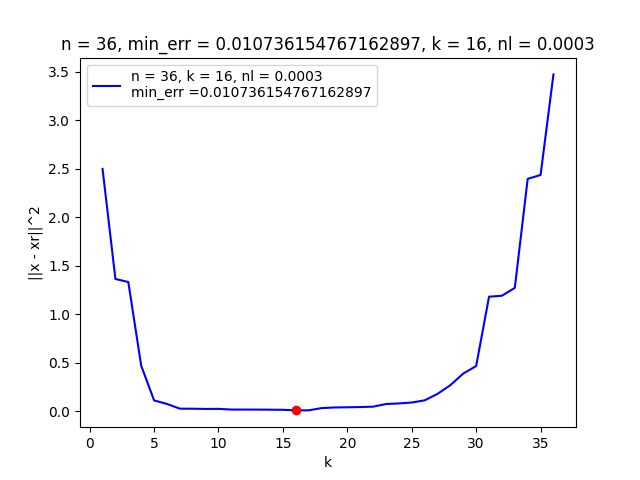 n = 36, min_err = 0.010736154767162897, k = 16, nl = 0.0003
n = 36, k = 16, nl = 0.0003
min_err =0.010736154767162897
||x - xr||^2
3.5
3.0
2.5
2.0
1.5
1.0
0.5
0.0
0 5 10 15 20 25 30 35
k